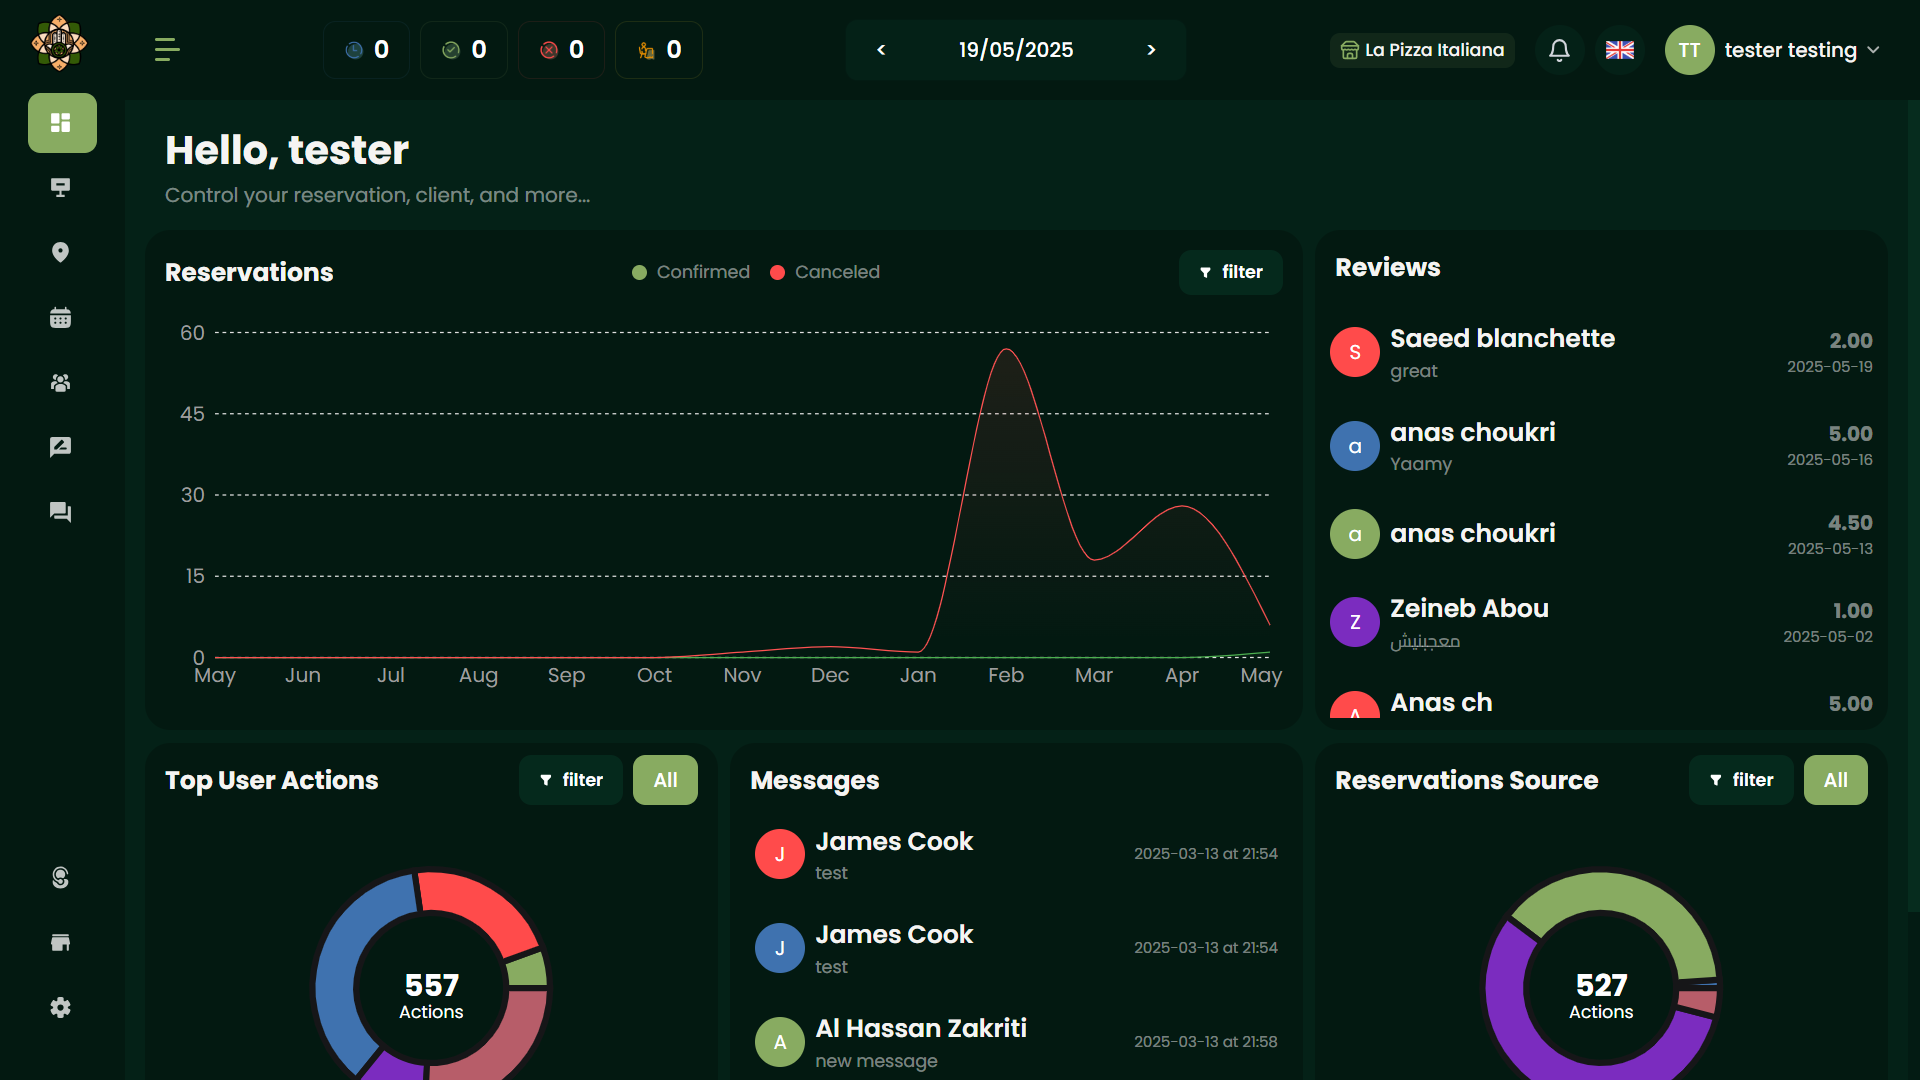 0
0
0
0
19/05/2025
La Pizza Italiana
TT
tester testing
Hello, tester
Control your reservation, client, and more...
Reservations
Confirmed
Canceled
filter
60
45
30
15
0
May Jun Jul Aug Sep Oct Nov Dec Jan Feb Mar Apr May
Reviews
S
Saeed blanchette
2.00
great
2025-05-19
a
anas choukri
5.00
Yaamy
2025-05-16
a
anas choukri
4.50
2025-05-13
Z
Zeineb Abou
1.00
معجبنيش
2025-05-02
A
Anas ch
5.00
Top User Actions
filter
All
557
Actions
Messages
J
James Cook
test
2025-03-13 at 21:54
J
James Cook
test
2025-03-13 at 21:54
A
Al Hassan Zakriti
new message
2025-03-13 at 21:58
Reservations Source
filter
All
527
Actions